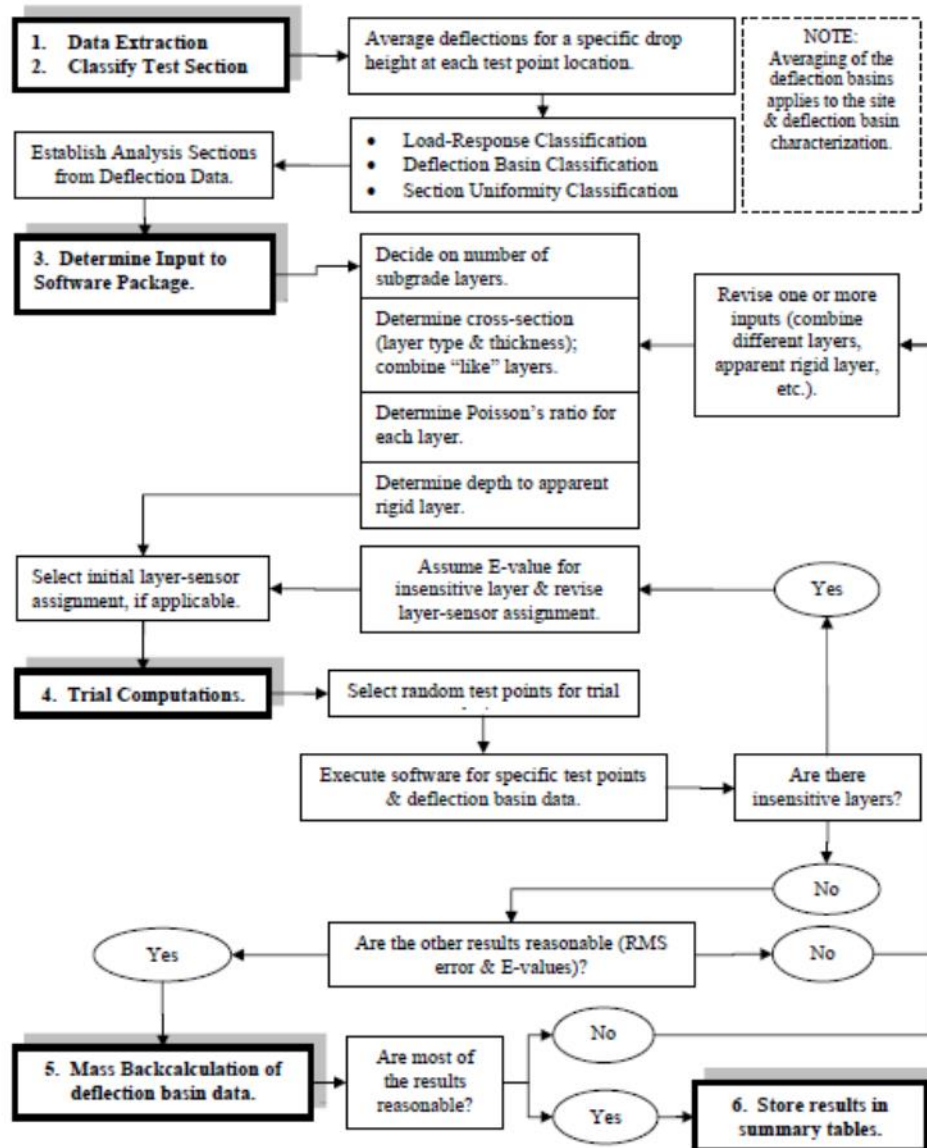 1. Data Extraction
2. Classify Test Section
Average deflections for a specific drop
height at each test point location.
NOTE:
Averaging of the
deflection basins
applies to the site
& deflection basin
characterization.
Establish Analysis Sections
from Deflection Data.
• Load-Response Classification
• Deflection Basin Classification
• Section Uniformity Classification
3. Determine Input to
Software Package.
Decide on number of
subgrade layers.
Determine cross-section
(layer type & thickness);
combine “like” layers.
Determine Poisson’s ratio for
each layer.
Determine depth to apparent
rigid layer.
Revise one or more
inputs (combine
different layers,
apparent rigid layer,
etc.).
Select initial layer-sensor
assignment, if applicable.
Assume E-value for
insensitive layer & revise
layer-sensor assignment.
Yes
4. Trial Computations.
Select random test points for trial
Execute software for specific test points
& deflection basin data.
Are there
insensitive layers?
No
Yes
Are the other results reasonable (RMS
error & E-values)?
No
5. Mass Backcalculation of
deflection basin data.
Are most of
the results
reasonable?
No
Yes
6. Store results in
summary tables.